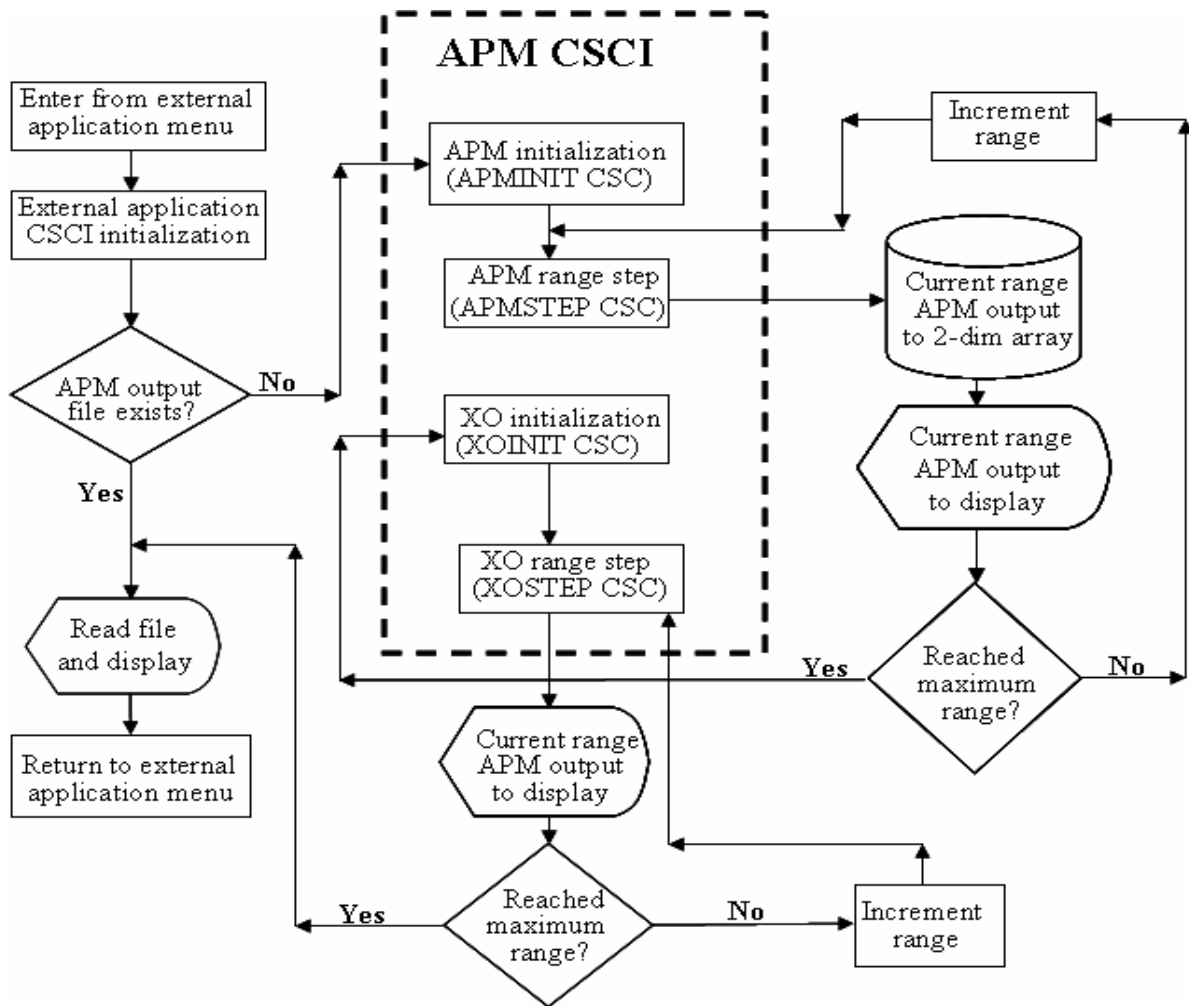 APM CSCI
Enter from external
application menu
External application
CSCI initialization
APM output
file exists?
No
Yes
APM initialization
(APMINIT CSC)
APM range step
(APMSTEP CSC)
Increment
range
Current range
APM output
to 2-dim array
Current range
APM output
to display
Reached
maximum
range?
No
Yes
XO initialization
(XOINIT CSC)
XO range step
(XOSTEP CSC)
Current range
APM output
to display
Reached
maximum
range?
No
Increment
range
Yes
Read file
and display
Return to external
application menu